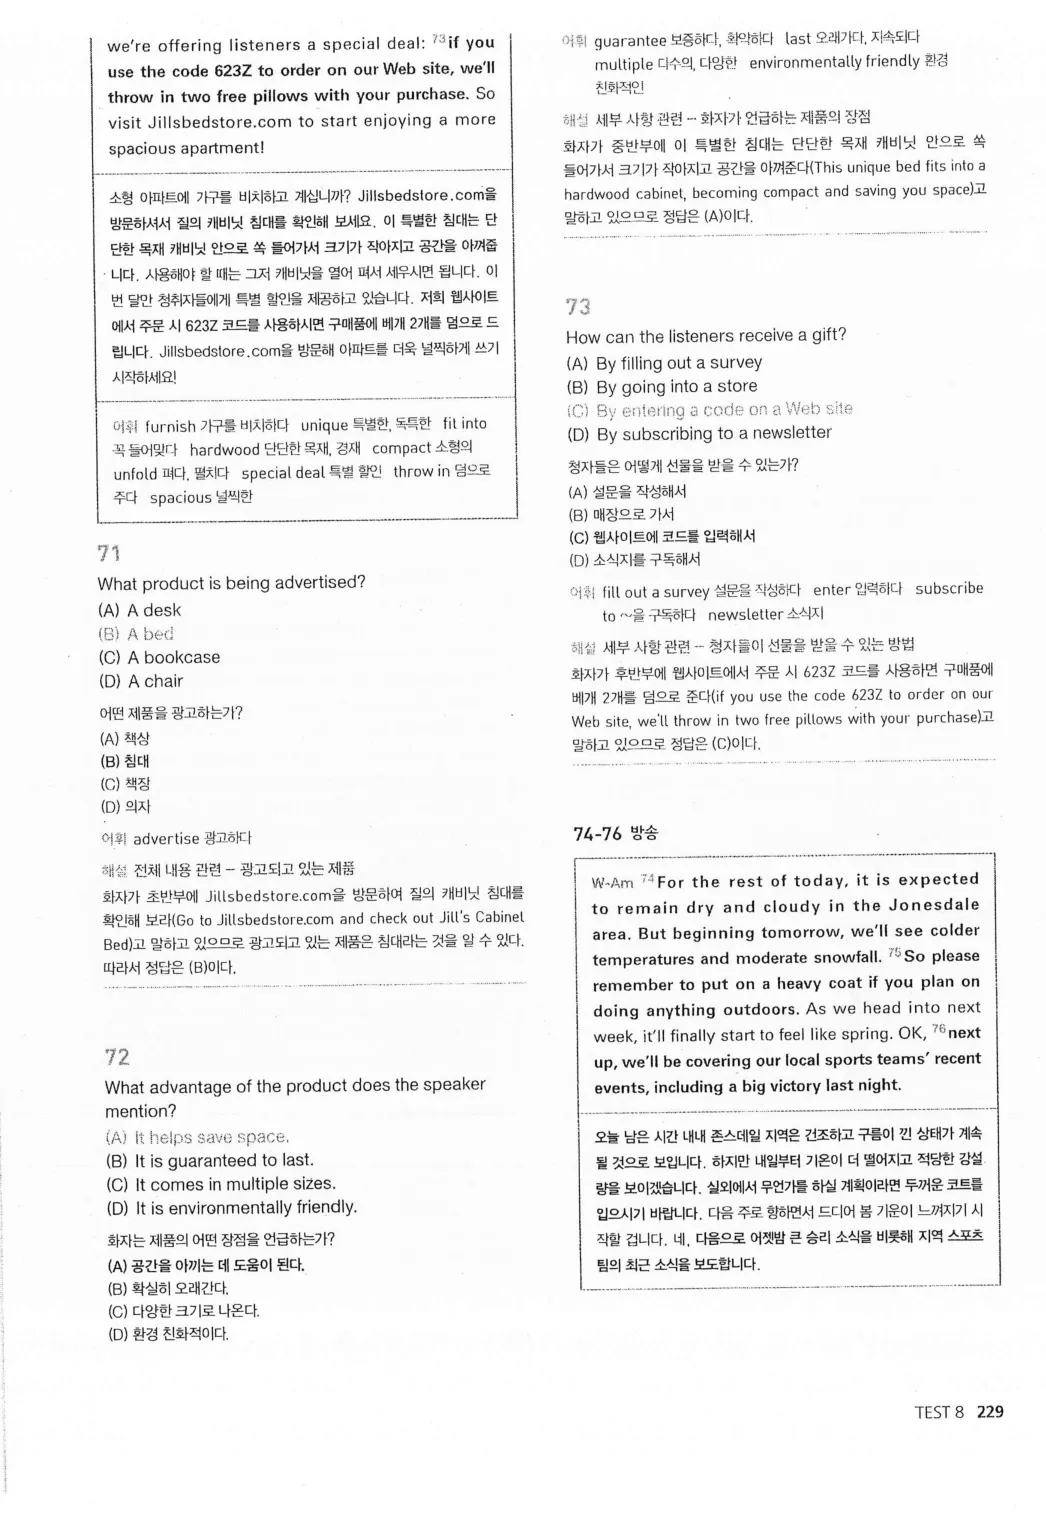 we're offering listeners a special deal: 73if you
use the code 623Z to order on our Web site, we'll
throw in two free pillows with your purchase. So
visit Jillsbedstore.com to start enjoying a more
spacious apartment!
소형 아파트에 가구를 비치하고 계십니까? Jillsbedstore.com을
방문하셔서 질의 캐비닛 침대를 확인해 보세요. 이 특별한 침대는 단
단한 목재 캐비닛 안으로 쏙 들어가서 크기가 작아지고 공간을 아껴줍
니다. 사용해야 할 때는 그저 캐비닛을 열어 펴서 세우시면 됩니다. 이
번 달만 청취자들에게 특별 할인을 제공하고 있습니다. 저희 웹사이트
에서 주문 시 623Z 코드를 사용하시면 구매품에 베개 2개를 덤으로 드
립니다. Jillsbedstore.com을 방문해 아파트를 더욱 널찍하게 쓰기
시작하세요!
어휘 furnish 가구를 비치하다 unique 특별한, 독특한 fit into
꼭 들어맞다 hardwood 단단한 목재, 경재 compact 소형의
unfold 펴다, 펼치다 special deal 특별 할인 throw in 덤으로
주다 spacious 널찍한
71
What product is being advertised?
(A) A desk
(B) A bed
(C) A bookcase
(D) A chair
어떤 제품을 광고하는가?
(A) 책상
(B) 침대
(C) 책장
(D) 의자
어휘 advertise 광고하다
해설 전체 내용 관련 – 광고되고 있는 제품
화자가 초반부에 Jillsbedstore.com을 방문하여 질의 캐비닛 침대를
확인해 보라(Go to Jillsbedstore.com and check out Jill's Cabinet
Bed)고 말하고 있으므로 광고되고 있는 제품은 침대라는 것을 알 수 있다.
따라서 정답은 (B)이다.
72
What advantage of the product does the speaker
mention?
(A) It helps save space.
(B) It is guaranteed to last.
(C) It comes in multiple sizes.
(D) It is environmentally friendly.
화자는 제품의 어떤 장점을 언급하는가?
(A) 공간을 아끼는 데 도움이 된다.
(B) 확실히 오래간다.
(C) 다양한 크기로 나온다.
(D) 환경 친화적이다.
어휘 guarantee 보증하다, 확약하다 last 오래가다, 지속되다
multiple 다수의, 다양한 environmentally friendly 환경
친화적인
해설 세부 사항 관련 – 화자가 언급하는 제품의 장점
화자가 중반부에 이 특별한 침대는 단단한 목재 캐비닛 안으로 쏙
들어가서 크기가 작아지고 공간을 아껴준다(This unique bed fits into a
hardwood cabinet, becoming compact and saving you space)고
말하고 있으므로 정답은 (A)이다.
73
How can the listeners receive a gift?
(A) By filling out a survey
(B) By going into a store
(C) By entering a code on a Web site
(D) By subscribing to a newsletter
청자들은 어떻게 선물을 받을 수 있는가?
(A) 설문을 작성해서
(B) 매장으로 가서
(C) 웹사이트에 코드를 입력해서
(D) 소식지를 구독해서
어휘 fill out a survey 설문을 작성하다 enter 입력하다 subscribe
to ~을 구독하다 newsletter 소식지
해설 세부 사항 관련 – 청자들이 선물을 받을 수 있는 방법
화자가 후반부에 웹사이트에서 주문 시 623Z 코드를 사용하면 구매품에
베개 2개를 덤으로 준다(if you use the code 623Z to order on our
Web site, we'll throw in two free pillows with your purchase)고
말하고 있으므로 정답은 (C)이다.
74-76 방송
W-Am 74For the rest of today, it is expected
to remain dry and cloudy in the Jonesdale
area. But beginning tomorrow, we'll see colder
temperatures and moderate snowfall. 75So please
remember to put on a heavy coat if you plan on
doing anything outdoors. As we head into next
week, it'll finally start to feel like spring. OK, 76next
up, we'll be covering our local sports teams' recent
events, including a big victory last night.
오늘 남은 시간 내내 존스데일 지역은 건조하고 구름이 낀 상태가 계속
될 것으로 보입니다. 하지만 내일부터 기온이 더 떨어지고 적당한 강설
량을 보이겠습니다. 실외에서 무언가를 하실 계획이라면 두꺼운 코트를
입으시기 바랍니다. 다음 주로 향하면서 드디어 봄 기운이 느껴지기 시
작할 겁니다. 네, 다음으로 어젯밤 큰 승리 소식을 비롯해 지역 스포츠
팀의 최근 소식을 보도합니다.
TEST 8 229